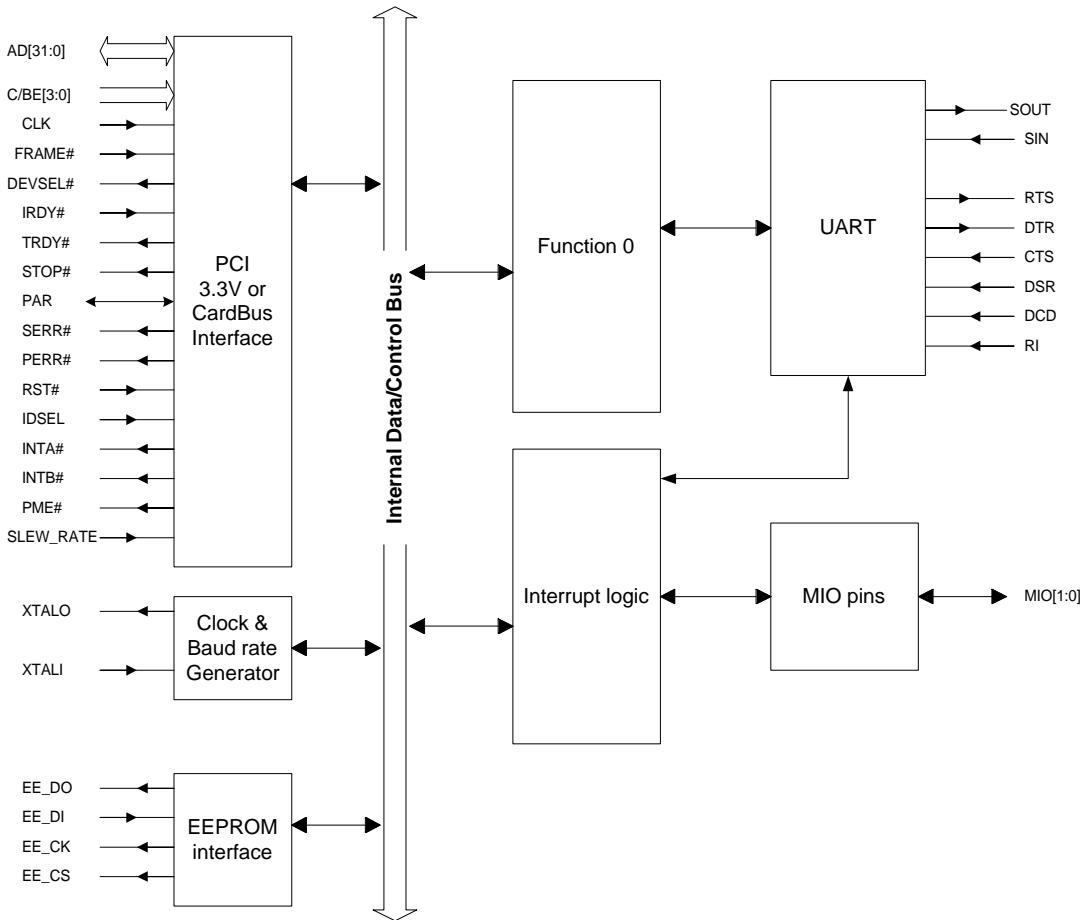 AD[31:0]
C/BE[3:0]
CLK
FRAME#
DEVSEL#
IRDY#
TRDY#
STOP#
PAR
SERR#
PERR#
RST#
IDSEL
INTA#
INTB#
PME#
SLEW_RATE
PCI
3.3V or
CardBus
Interface
XTALO
XTALI
Clock &
Baud rate
Generator
EE_DO
EE_DI
EE_CK
EE_CS
EEPROM
interface
Internal Data/Control Bus
Function 0
UART
SOUT
SIN
RTS
DTR
CTS
DSR
DCD
RI
Interrupt logic
MIO pins
MIO[1:0]